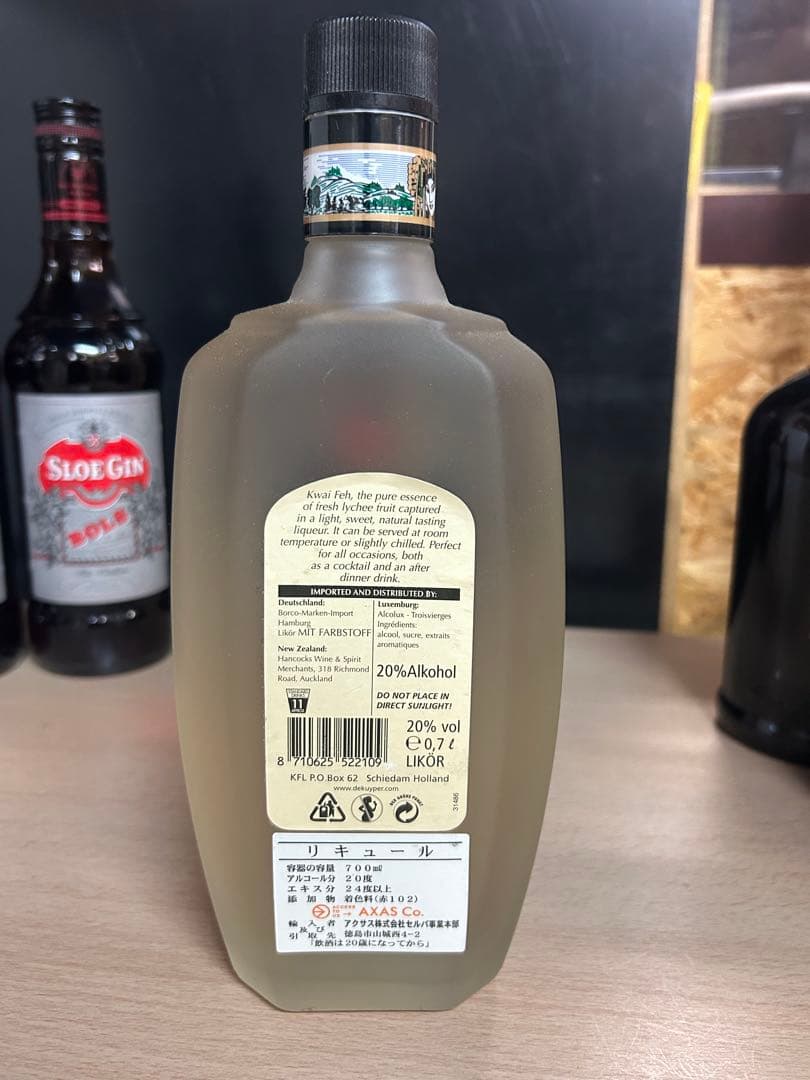 SLOE GIN
BOLS
Kwai Feh, the pure essence
of fresh lychee fruit captured
in a light, sweet, natural tasting
liqueur. It can be served at room
temperature or slightly chilled. Perfect
for all occasions, both
as a cocktail and an after
dinner drink.
IMPORTED AND DISTRIBUTED BY:
Deutschland:
Borco-Marken-Import
Hamburg
Likör MIT FARBSTOFF
New Zealand:
Hancocks Wine & Spirit
Merchants, 318 Richmond
Road, Auckland
Luxemburg:
Alcolux - Troisvierges
Ingrédients:
alcool, sucre, extraits
aromatiques
20%Alkohol
DO NOT PLACE IN
DIRECT SUNLIGHT!
11
8 710625 522109
20% vol
e 0,7 ℓ
LIKÖR
KFL P.O.Box 62 Schiedam Holland
www.dekuyper.com
DER GRÜNE PUNKT
31486
リキュール
容器の容量 700㎖
アルコール分 20度
エキス分 24度以上
添加物 着色料(赤102)
ACCESS TO US → AXAS Co.
輸入者及び引取先 アクサス株式会社セルバ事業本部
徳島市山城西4-2
「飲酒は20歳になってから」